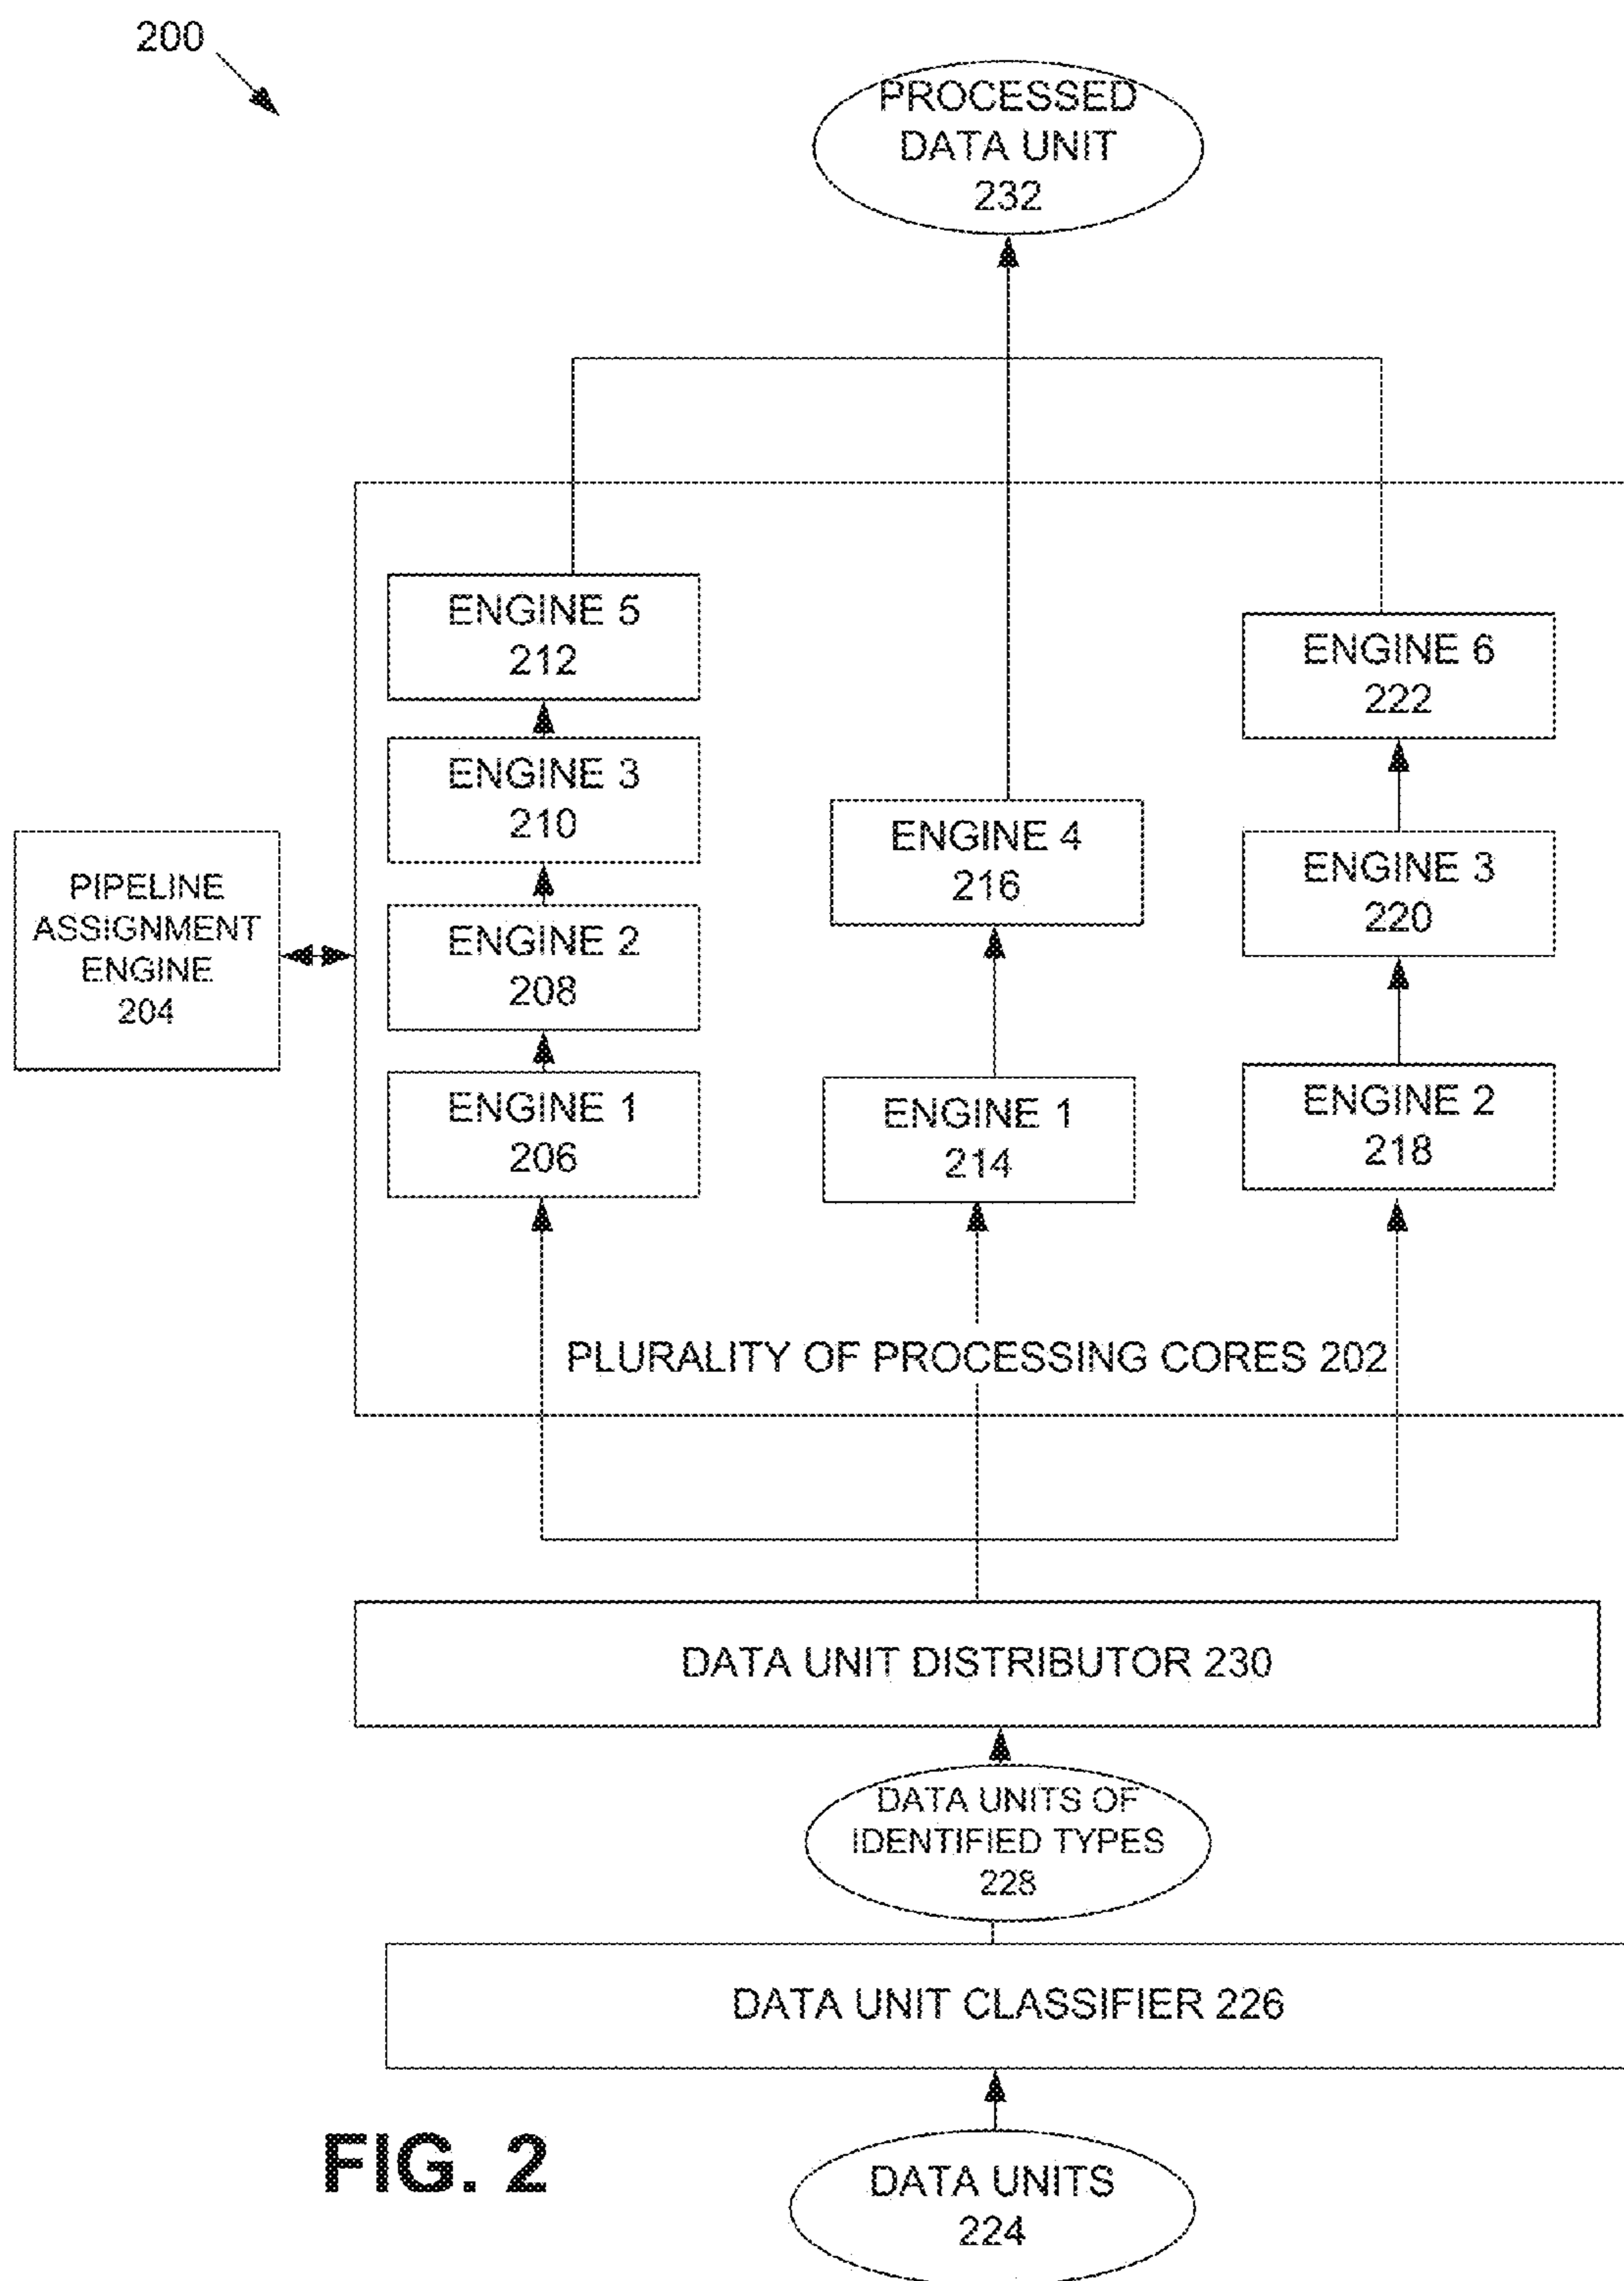 200
PROCESSED
DATA UNIT
232
ENGINE 5
212
ENGINE 6
222
ENGINE 3
210
ENGINE 4
216
ENGINE 3
220
PIPELINE
ASSIGNMENT
ENGINE
204
ENGINE 2
208
ENGINE 1
206
ENGINE 1
214
ENGINE 2
218
PLURALITY OF PROCESSING CORES 202
DATA UNIT DISTRIBUTOR 230
DATA UNITS OF
IDENTIFIED TYPES
228
DATA UNIT CLASSIFIER 226
FIG. 2
DATA UNITS
224